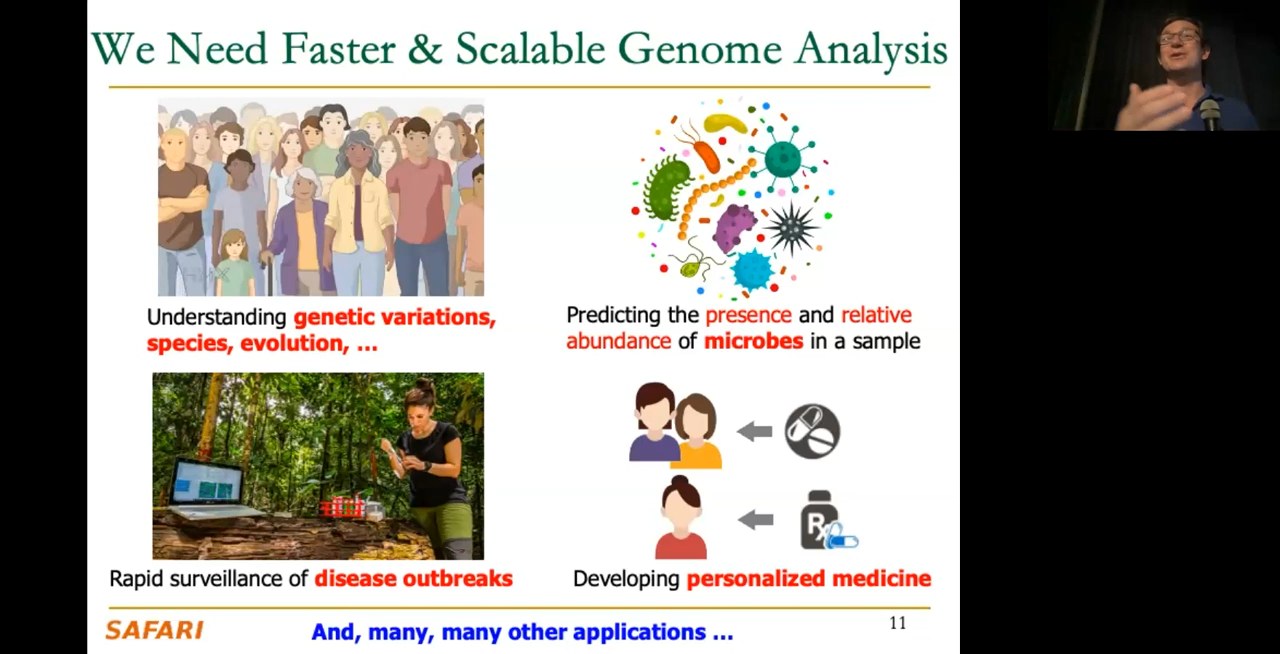 We Need Faster & Scalable Genome Analysis
Understanding genetic variations,
species, evolution, ...
Predicting the presence and relative
abundance of microbes in a sample
Rx
Rapid surveillance of disease outbreaks
Developing personalized medicine
SAFARI
And, many, many other applications ...
11